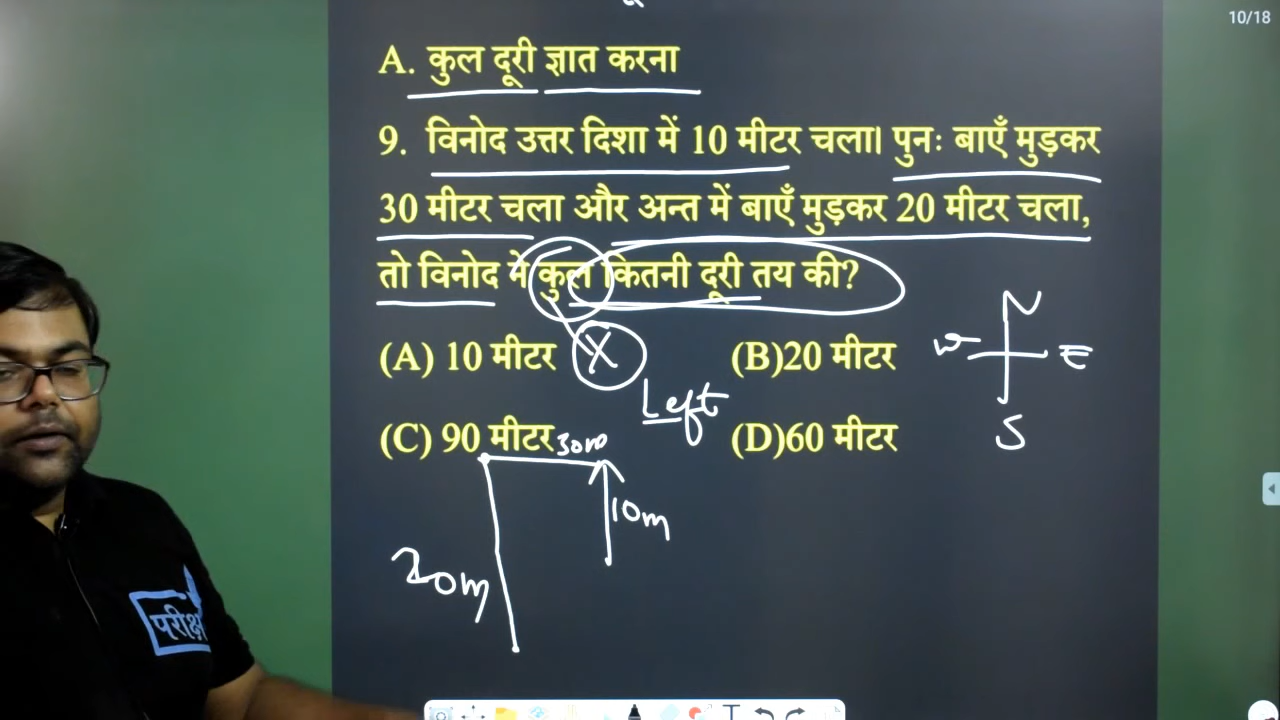 10/18
A. कुल दूरी ज्ञात करना
9. विनोद उत्तर दिशा में 10 मीटर चला। पुनः बाएँ मुड़कर
30 मीटर चला और अन्त में बाएँ मुड़कर 20 मीटर चला,
तो विनोद ने कुल कितनी दूरी तय की?
(A) 10 मीटर (B)20 मीटर
(C) 90 मीटर (D)60 मीटर
X
Left
N
W E
S
30m
10m
20m
परीक्ष